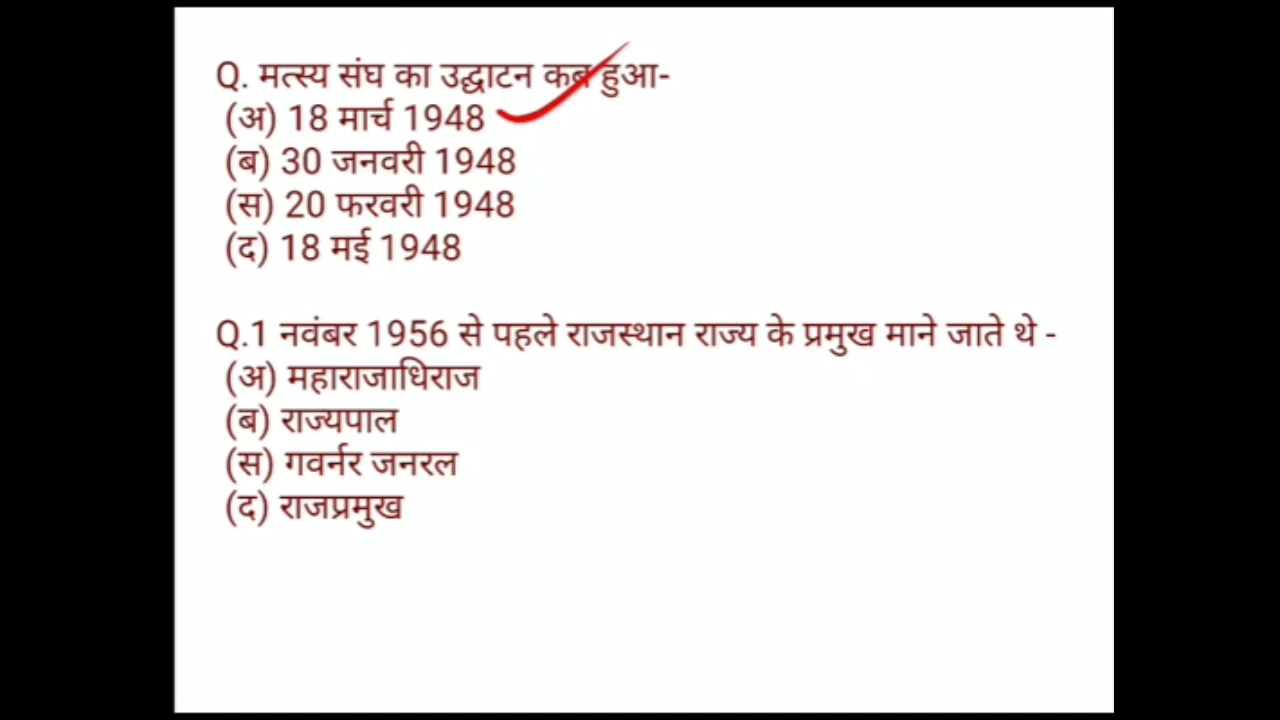 Q. मत्स्य संघ का उद्घाटन कब हुआ-
(अ) 18 मार्च 1948
(ब) 30 जनवरी 1948
(स) 20 फरवरी 1948
(द) 18 मई 1948
Q.1 नवंबर 1956 से पहले राजस्थान राज्य के प्रमुख माने जाते थे -
(अ) महाराजाधिराज
(ब) राज्यपाल
(स) गवर्नर जनरल
(द) राजप्रमुख